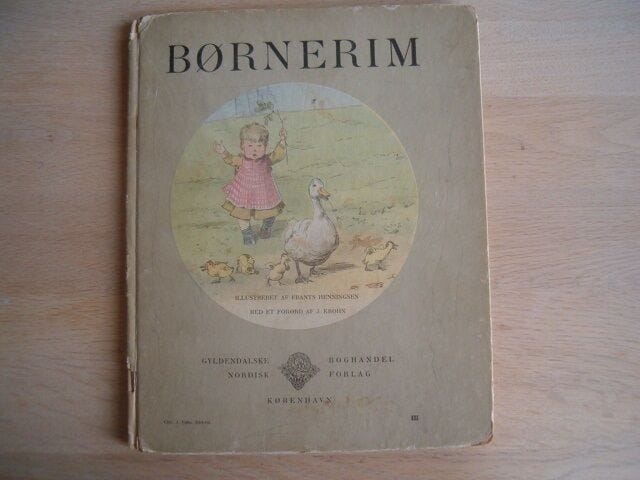 BØRNERIM
ILLUSTRERET AF FRANTS HENNINGSEN
MED ET FORORD AF J. KROHN
GYLDENDALSKE BOGHANDEL
NORDISK FORLAG
KØBENHAVN
III